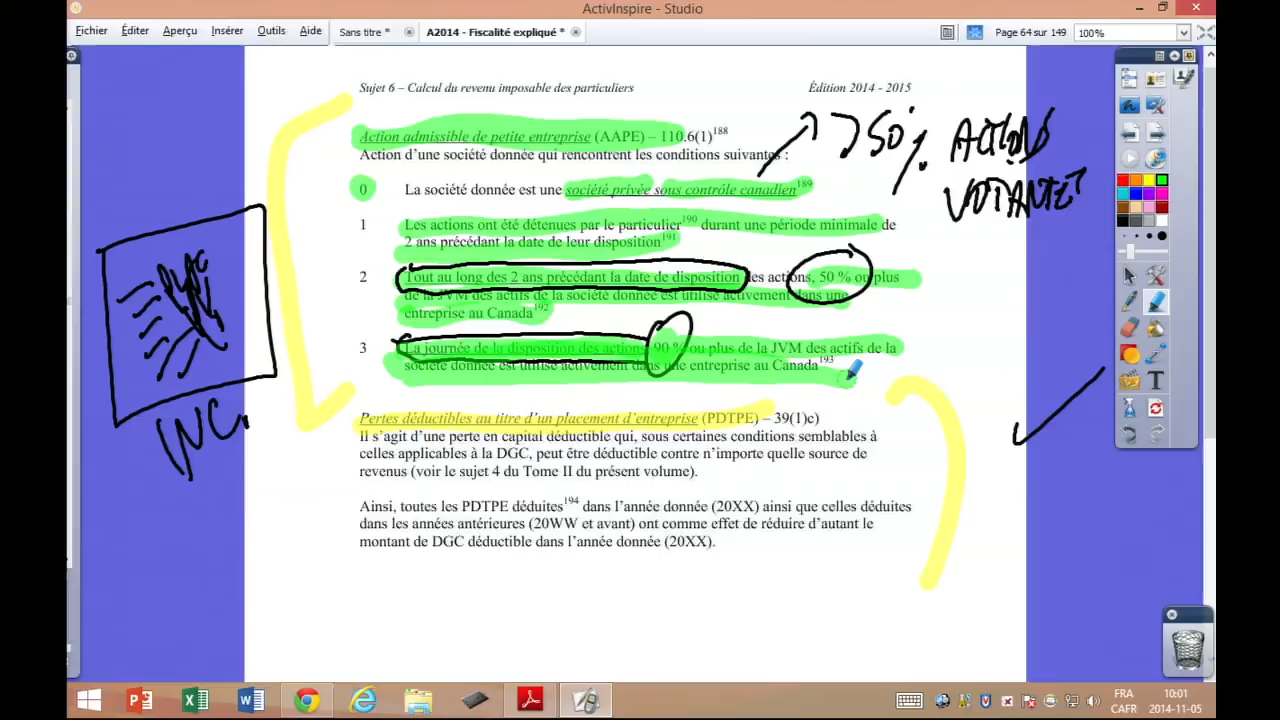 ActivInspire - Studio
Fichier Éditer Aperçu Insérer Outils Aide Sans titre * A2014 - Fiscalité expliqué * Page 64 sur 149 100%
Sujet 6 – Calcul du revenu imposable des particuliers Édition 2014 - 2015
Action admissible de petite entreprise (AAPE) – 110.6(1)188
Action d'une société donnée qui rencontrent les conditions suivantes :
0 La société donnée est une société privée sous contrôle canadien189
>50% ACTIONS
VOTANTES
1 Les actions ont été détenues par le particulier190 durant une période minimale de
2 ans précédant la date de leur disposition191
2 Tout au long des 2 ans précédant la date de disposition des actions, 50 % ou plus
de la JVM des actifs de la société donnée est utilisé activement dans une
entreprise au Canada192
3 La journée de la disposition des actions, 90 % ou plus de la JVM des actifs de la
société donnée est utilisé activement dans une entreprise au Canada193
INC.
Pertes déductibles au titre d'un placement d'entreprise (PDTPE) – 39(1)c)
Il s'agit d'une perte en capital déductible qui, sous certaines conditions semblables à
celles applicables à la DGC, peut être déductible contre n'importe quelle source de
revenus (voir le sujet 4 du Tome II du présent volume).
Ainsi, toutes les PDTPE déduites194 dans l'année donnée (20XX) ainsi que celles déduites
dans les années antérieures (20WW et avant) ont comme effet de réduire d'autant le
montant de DGC déductible dans l'année donnée (20XX).
FRA 10:01
CAFR 2014-11-05